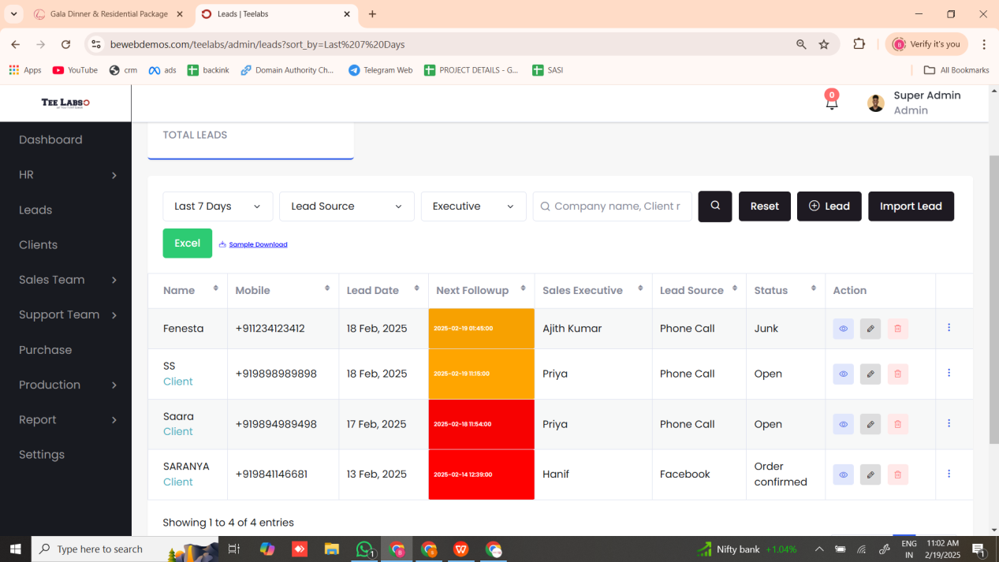 Gala Dinner & Residential Package
Leads | Teelabs
bewebdemos.com/teelabs/admin/leads?sort_by=Last%207%20Days
Verify it's you
Apps
YouTube
crm
ads
backink
Domain Authority Ch...
Telegram Web
PROJECT DETAILS - G...
SASI
All Bookmarks
TEE LABS
0
Super Admin
Admin
Dashboard
HR
Leads
Clients
Sales Team
Support Team
Purchase
Production
Report
Settings
TOTAL LEADS
Last 7 Days
Lead Source
Executive
Company name, Client r
Reset
Lead
Import Lead
Excel
Sample Download
Name Mobile Lead Date Next Followup Sales Executive Lead Source Status Action
Fenesta +911234123412 18 Feb, 2025 2025-02-19 01:45:00 Ajith Kumar Phone Call Junk
SS
Client
+919898989898 18 Feb, 2025 2025-02-19 11:15:00 Priya Phone Call Open
Saara
Client
+919894989498 17 Feb, 2025 2025-02-18 11:54:00 Priya Phone Call Open
SARANYA
Client
+919841146681 13 Feb, 2025 2025-02-14 12:39:00 Hanif Facebook
Order
confirmed
Showing 1 to 4 of 4 entries
Type here to search
1
Nifty bank +1.04%
ENG
IN
11:02 AM
2/19/2025
1